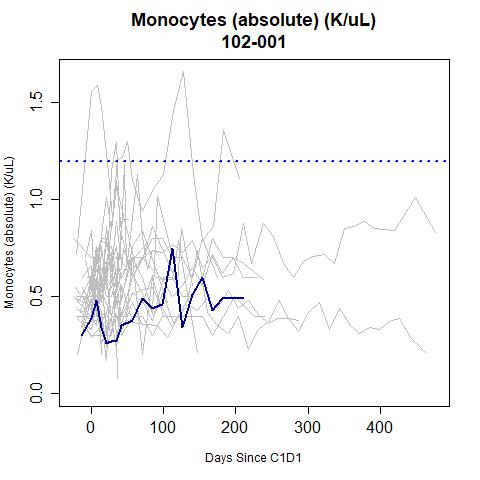 Monocytes (absolute) (K/uL)
102-001
Monocytes (absolute) (K/uL)
1.5
1.0
0.5
0.0
0 100 200 300 400
Days Since C1D1